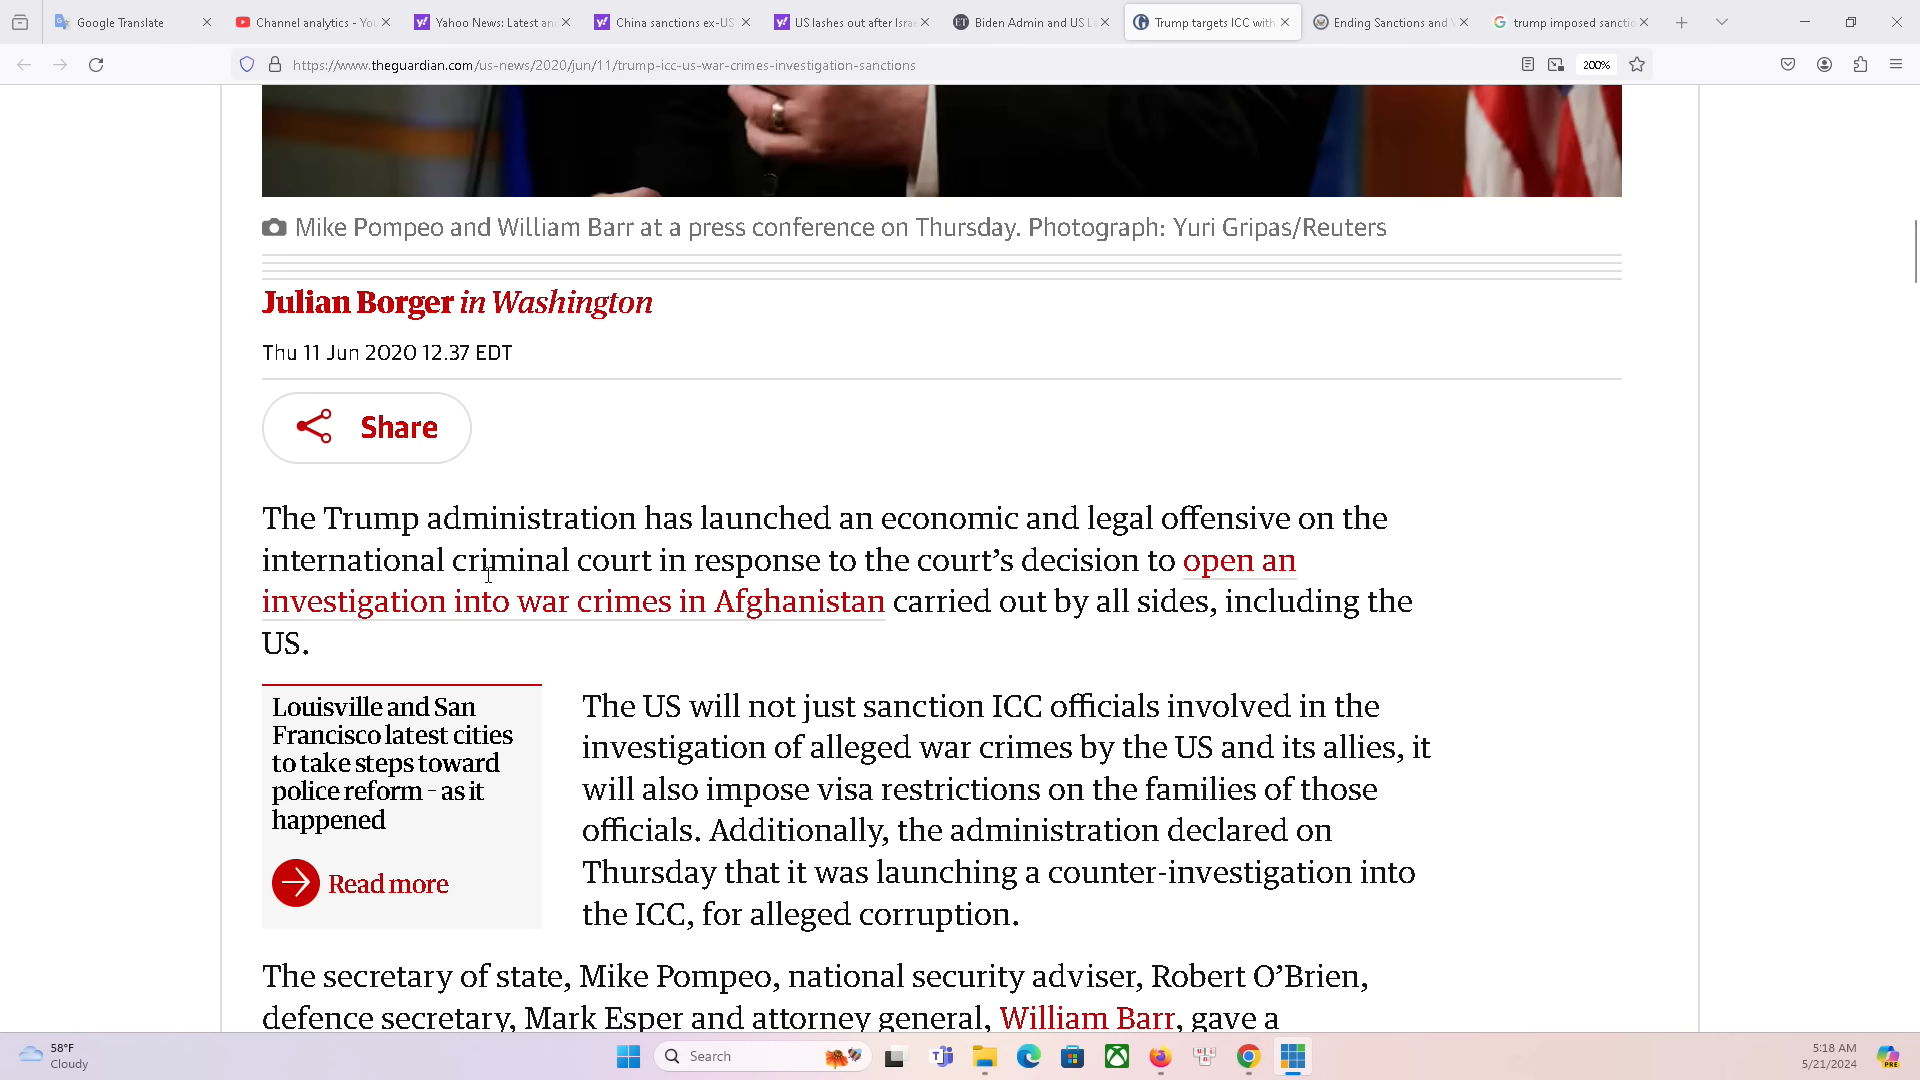 Google Translate
Channel analytics - You
Yahoo News: Latest and
China sanctions ex-US
US lashes out after Israe
Biden Admin and US L
Trump targets ICC with
Ending Sanctions and
trump imposed sanctio
https://www.theguardian.com/us-news/2020/jun/11/trump-icc-us-war-crimes-investigation-sanctions
200%
Mike Pompeo and William Barr at a press conference on Thursday. Photograph: Yuri Gripas/Reuters
Julian Borger in Washington
Thu 11 Jun 2020 12.37 EDT
Share
The Trump administration has launched an economic and legal offensive on the
international criminal court in response to the court’s decision to open an
investigation into war crimes in Afghanistan carried out by all sides, including the
US.
Louisville and San
Francisco latest cities
to take steps toward
police reform – as it
happened
Read more
The US will not just sanction ICC officials involved in the
investigation of alleged war crimes by the US and its allies, it
will also impose visa restrictions on the families of those
officials. Additionally, the administration declared on
Thursday that it was launching a counter-investigation into
the ICC, for alleged corruption.
The secretary of state, Mike Pompeo, national security adviser, Robert O’Brien,
defence secretary, Mark Esper and attorney general, William Barr, gave a
58°F
Cloudy
Search
5:18 AM
5/21/2024
PRE